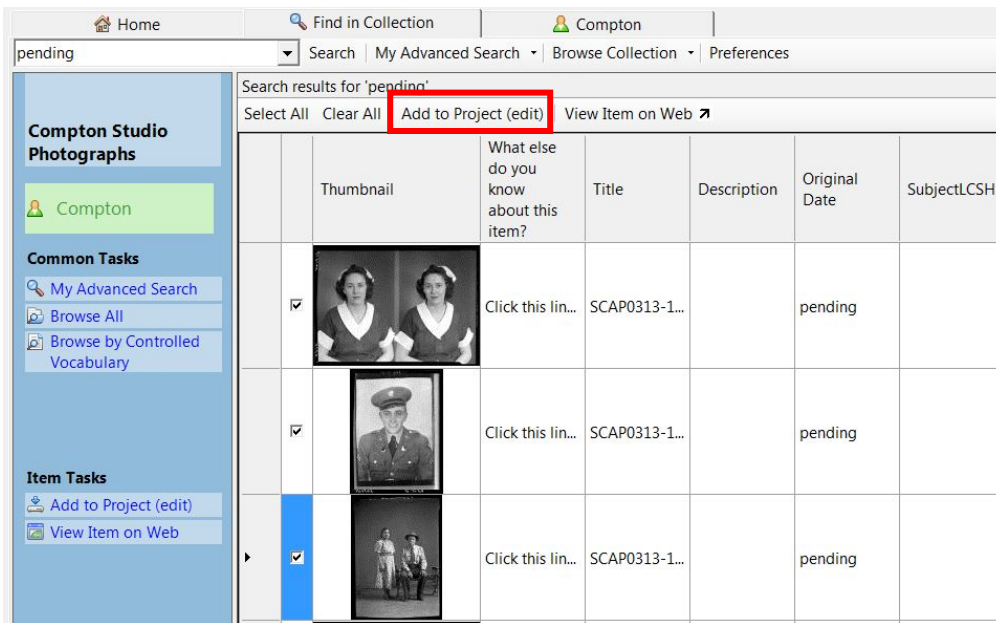 Home
Find in Collection
Compton
pending
Search
My Advanced Search
Browse Collection
Preferences
Compton Studio
Photographs
Compton
Common Tasks
My Advanced Search
Browse All
Browse by Controlled
Vocabulary
Item Tasks
Add to Project (edit)
View Item on Web
Search results for 'pending'
Select All
Clear All
Add to Project (edit)
View Item on Web
Thumbnail
What else
do you
know
about this
item?
Title
Description
Original
Date
SubjectLCSH
Click this lin...
SCAP0313-1...
pending
Click this lin...
SCAP0313-1...
pending
Click this lin...
SCAP0313-1...
pending